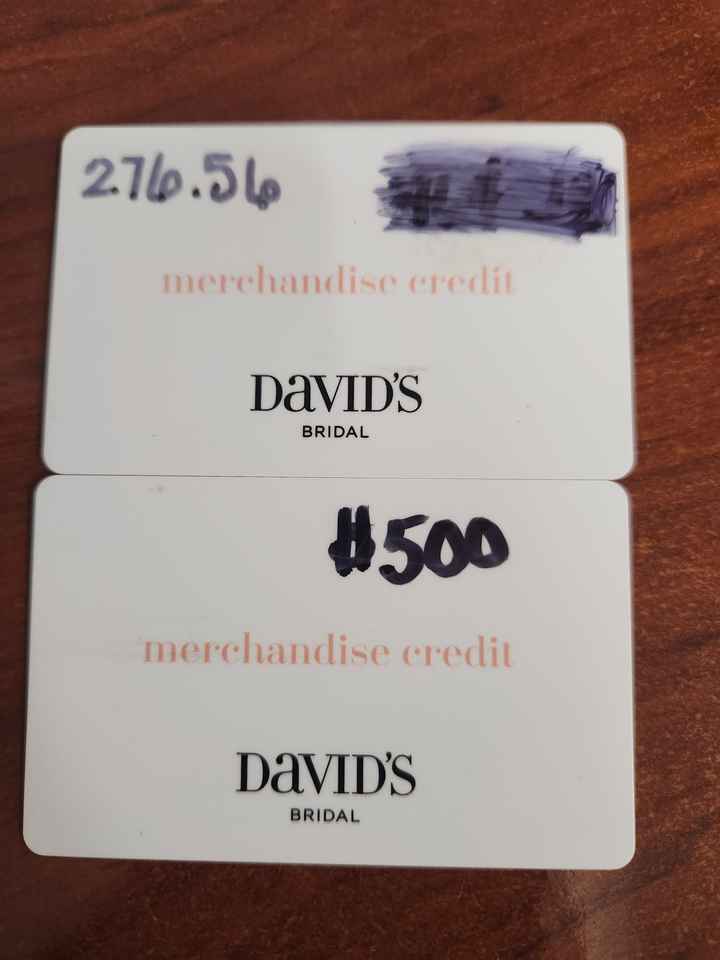 276.56
merchandise credit
DaVID'S
BRIDAL
$500
merchandise credit
DaVID'S
BRIDAL